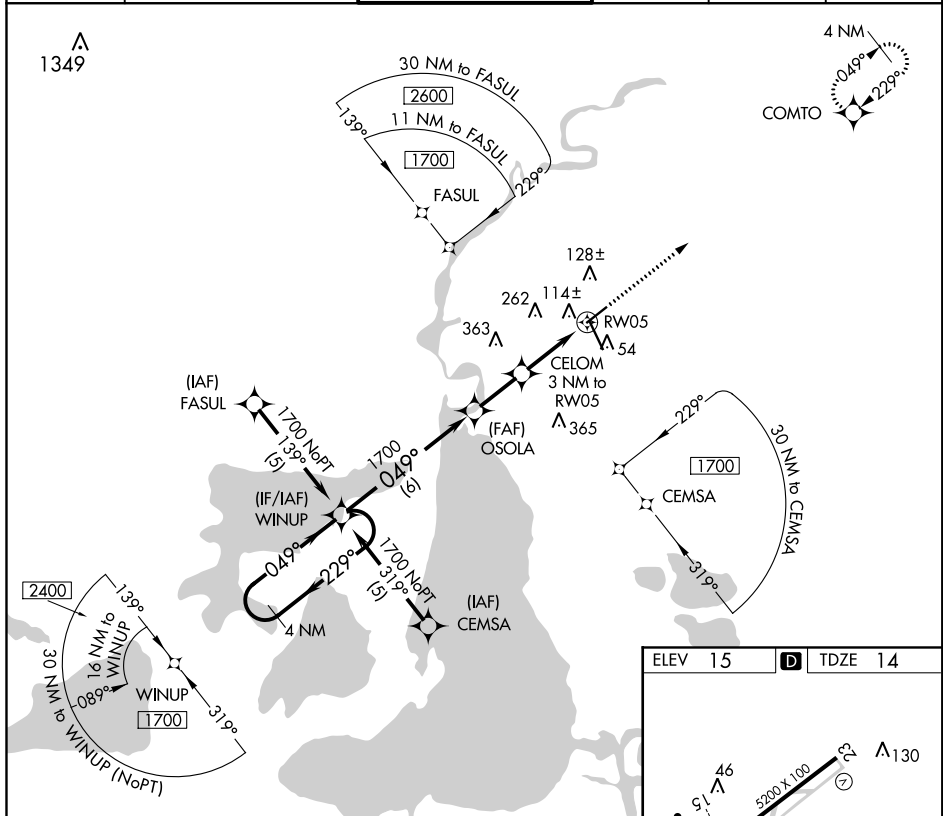 1349
4 NM
049°
229°
COMTO
30 NM to FASUL
2600
139°
11 NM to FASUL
1700
229°
FASUL
128±
262
114±
363
RW05
54
CELOM
3 NM to
RW05
(IAF)
FASUL
1700 NoPT
139°
(5)
(FAF)
OSOLA
365
1700
049°
(6)
(IF/IAF)
WINUP
049°
229°
4 NM
1700 NoPT
319°
(5)
(IAF)
CEMSA
229°
30 NM to CEMSA
1700
CEMSA
319°
2400
139°
16 NM to
WINUP
089°
WINUP
1700
319°
30 NM to WINUP (NoPT)
ELEV 15
D
TDZE 14
46
15
5200 X 100
23
A
130